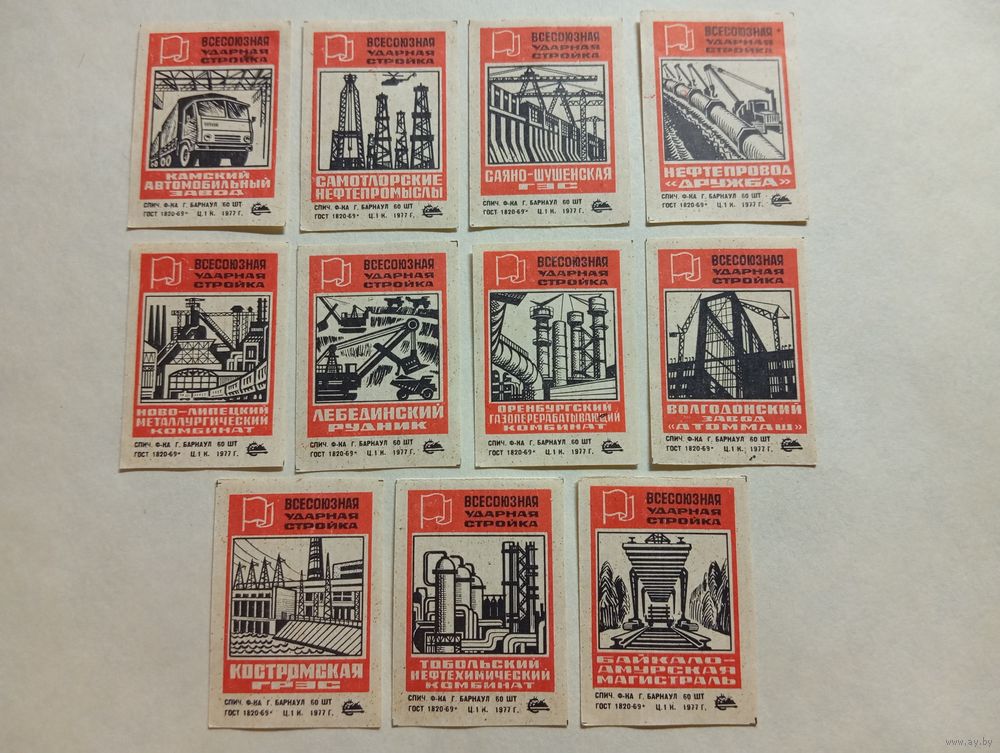 ВСЕСОЮЗНАЯ
УДАРНАЯ
СТРОЙКА
КАМСКИЙ
АВТОМОБИЛЬНЫЙ
ЗАВОД
СПИЧ. Ф-КА Г. БАРНАУЛ 60 ШТ
ГОСТ 1820-69* Ц. 1 К. 1977 Г.
ВСЕСОЮЗНАЯ
УДАРНАЯ
СТРОЙКА
САМОТЛОРСКИЕ
НЕФТЕПРОМЫСЛЫ
СПИЧ. Ф-КА Г. БАРНАУЛ 60 ШТ
ГОСТ 1820-69* Ц. 1 К. 1977 Г.
ВСЕСОЮЗНАЯ
УДАРНАЯ
СТРОЙКА
САЯНО-ШУШЕНСКАЯ
ГЭС
СПИЧ. Ф-КА Г. БАРНАУЛ 60 ШТ
ГОСТ 1820-69* Ц. 1 К. 1977 Г.
ВСЕСОЮЗНАЯ
УДАРНАЯ
СТРОЙКА
НЕФТЕПРОВОД
«ДРУЖБА»
СПИЧ. Ф-КА Г. БАРНАУЛ 60 ШТ
ГОСТ 1820-69* Ц. 1 К. 1977 Г.
ВСЕСОЮЗНАЯ
УДАРНАЯ
СТРОЙКА
НОВО-ЛИПЕЦКИЙ
МЕТАЛЛУРГИЧЕСКИЙ
КОМБИНАТ
СПИЧ. Ф-КА Г. БАРНАУЛ 60 ШТ
ГОСТ 1820-69* Ц. 1 К. 1977 Г.
ВСЕСОЮЗНАЯ
УДАРНАЯ
СТРОЙКА
ЛЕБЕДИНСКИЙ
РУДНИК
СПИЧ. Ф-КА Г. БАРНАУЛ 60 ШТ
ГОСТ 1820-69* Ц. 1 К. 1977 Г.
ВСЕСОЮЗНАЯ
УДАРНАЯ
СТРОЙКА
ОРЕНБУРГСКИЙ
ГАЗОПЕРЕРАБАТЫВАЮЩИЙ
КОМБИНАТ
СПИЧ. Ф-КА Г. БАРНАУЛ 60 ШТ
ГОСТ 1820-69* Ц. 1 К. 1977 Г.
ВСЕСОЮЗНАЯ
УДАРНАЯ
СТРОЙКА
ВОЛГОДОНСКИЙ
ЗАВОД
«АТОММАШ»
СПИЧ. Ф-КА Г. БАРНАУЛ 60 ШТ
ГОСТ 1820-69* Ц. 1 К. 1977 Г.
ВСЕСОЮЗНАЯ
УДАРНАЯ
СТРОЙКА
КОСТРОМСКАЯ
ГРЭС
СПИЧ. Ф-КА Г. БАРНАУЛ 60 ШТ
ГОСТ 1820-69* Ц. 1 К. 1977 Г.
ВСЕСОЮЗНАЯ
УДАРНАЯ
СТРОЙКА
ТОБОЛЬСКИЙ
НЕФТЕХИМИЧЕСКИЙ
КОМБИНАТ
СПИЧ. Ф-КА Г. БАРНАУЛ 60 ШТ
ГОСТ 1820-69* Ц. 1 К. 1977 Г.
ВСЕСОЮЗНАЯ
УДАРНАЯ
СТРОЙКА
БАЙКАЛО-
АМУРСКАЯ
МАГИСТРАЛЬ
СПИЧ. Ф-КА Г. БАРНАУЛ 60 ШТ
ГОСТ 1820-69* Ц. 1 К. 1977 Г.
www.ay.by